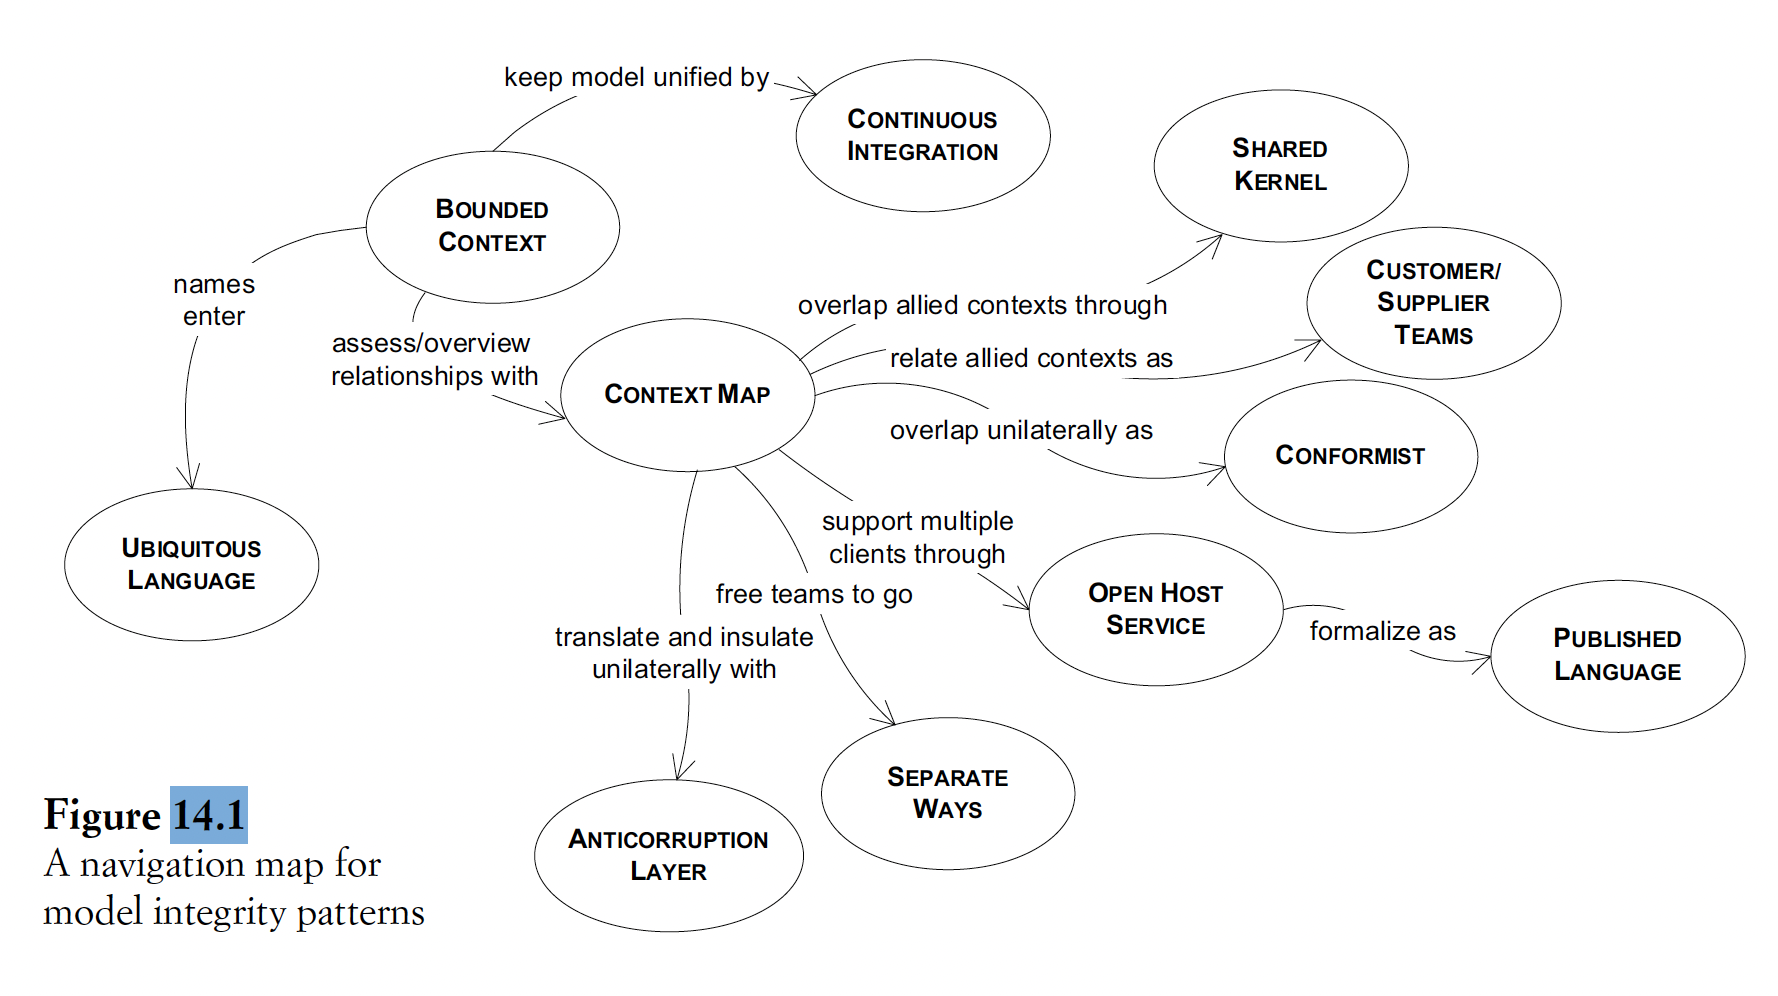 keep model unified by
CONTINUOUS
INTEGRATION
SHARED
KERNEL
BOUNDED
CONTEXT
names
enter
assess/overview
relationships with
CONTEXT MAP
overlap allied contexts through
CUSTOMER/
SUPPLIER
TEAMS
relate allied contexts as
overlap unilaterally as
CONFORMIST
support multiple
clients through
UBIQUITOUS
LANGUAGE
free teams to go
OPEN HOST
SERVICE
formalize as
PUBLISHED
LANGUAGE
translate and insulate
unilaterally with
SEPARATE
WAYS
ANTICORRUPTION
LAYER
Figure 14.1
A navigation map for
model integrity patterns